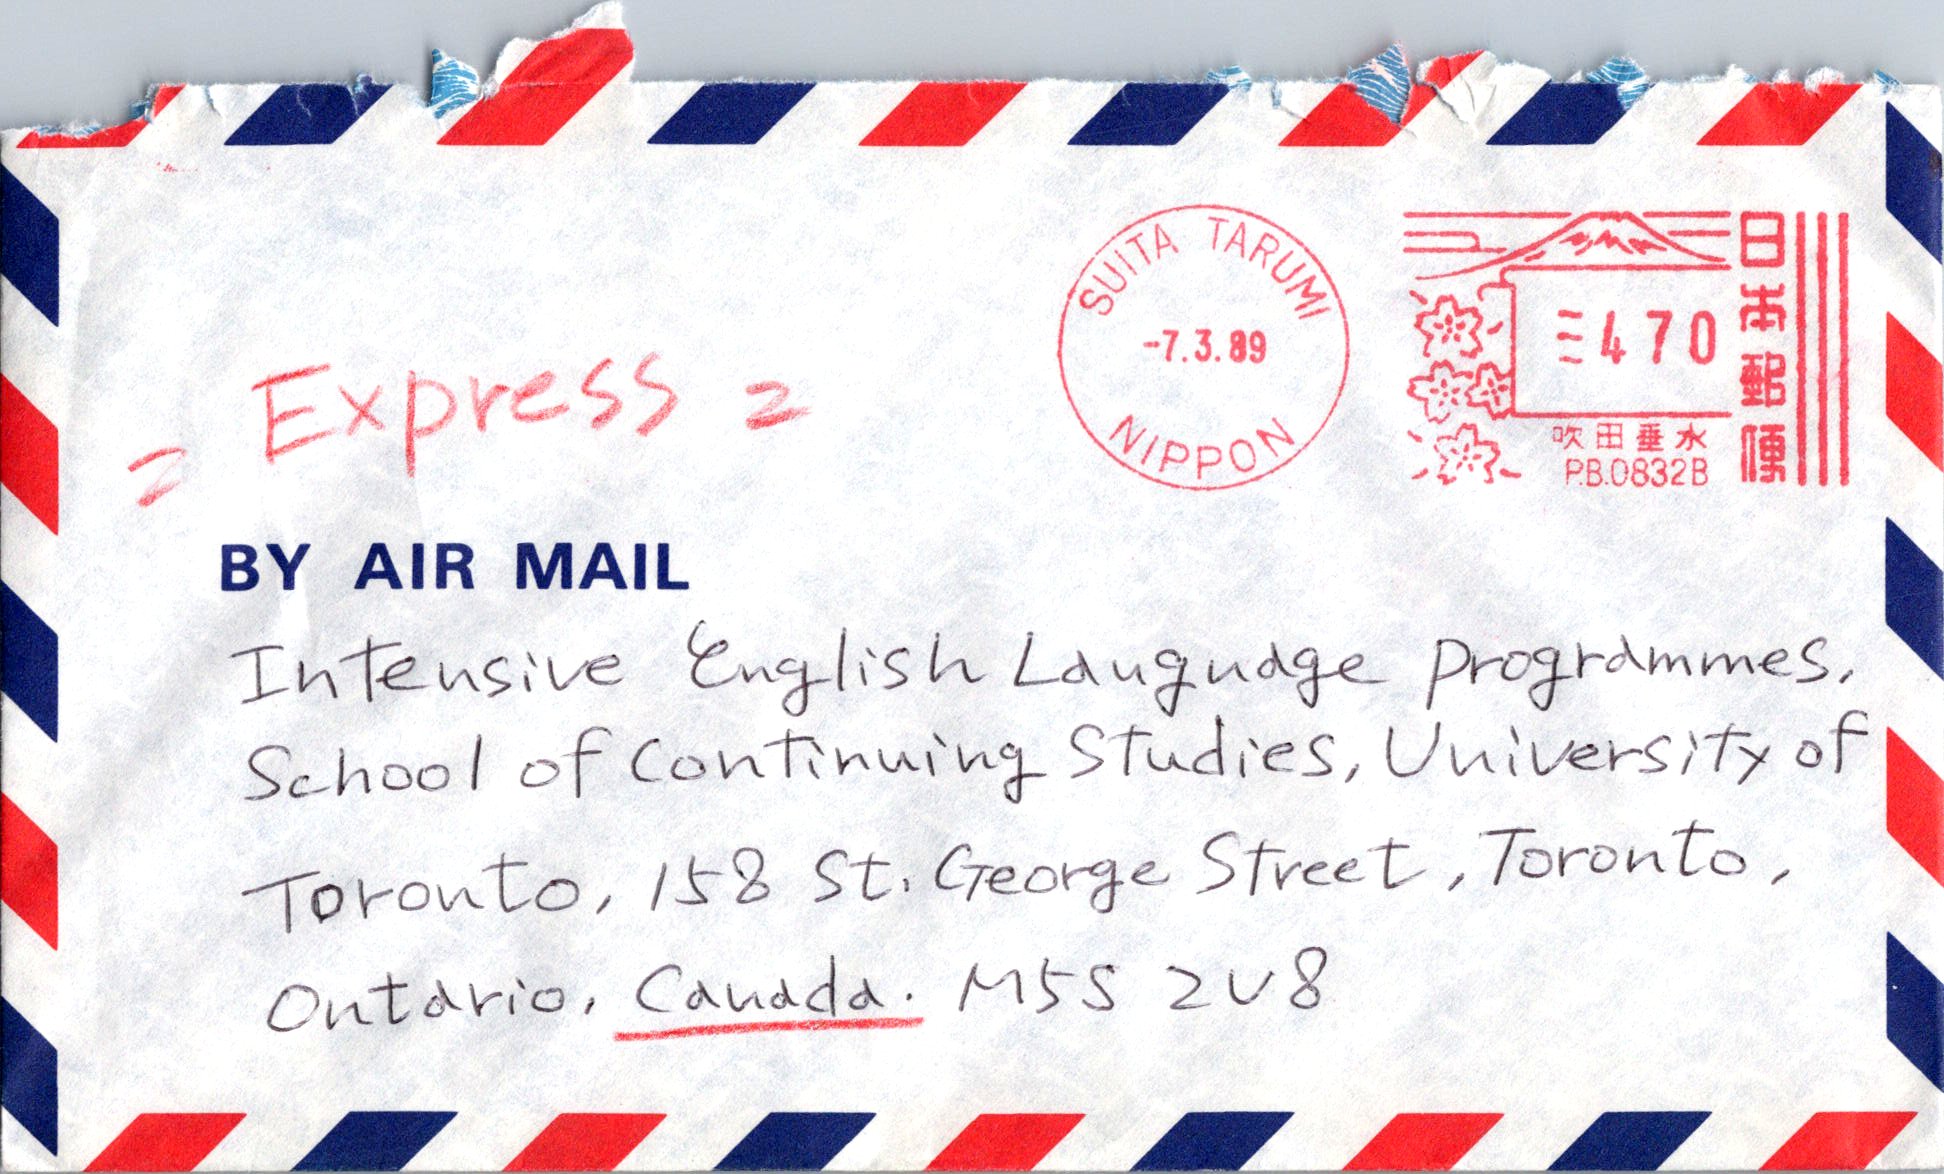 SUITA TARUMI
-7.3.89
NIPPON
470
日本郵便
吹田垂水
P.B.0832B
= Express =
BY AIR MAIL
Intensive English Language programmes,
School of Continuing Studies, University of
Toronto, 158 St. George Street, Toronto,
Ontario, Canada. M5S 2V8